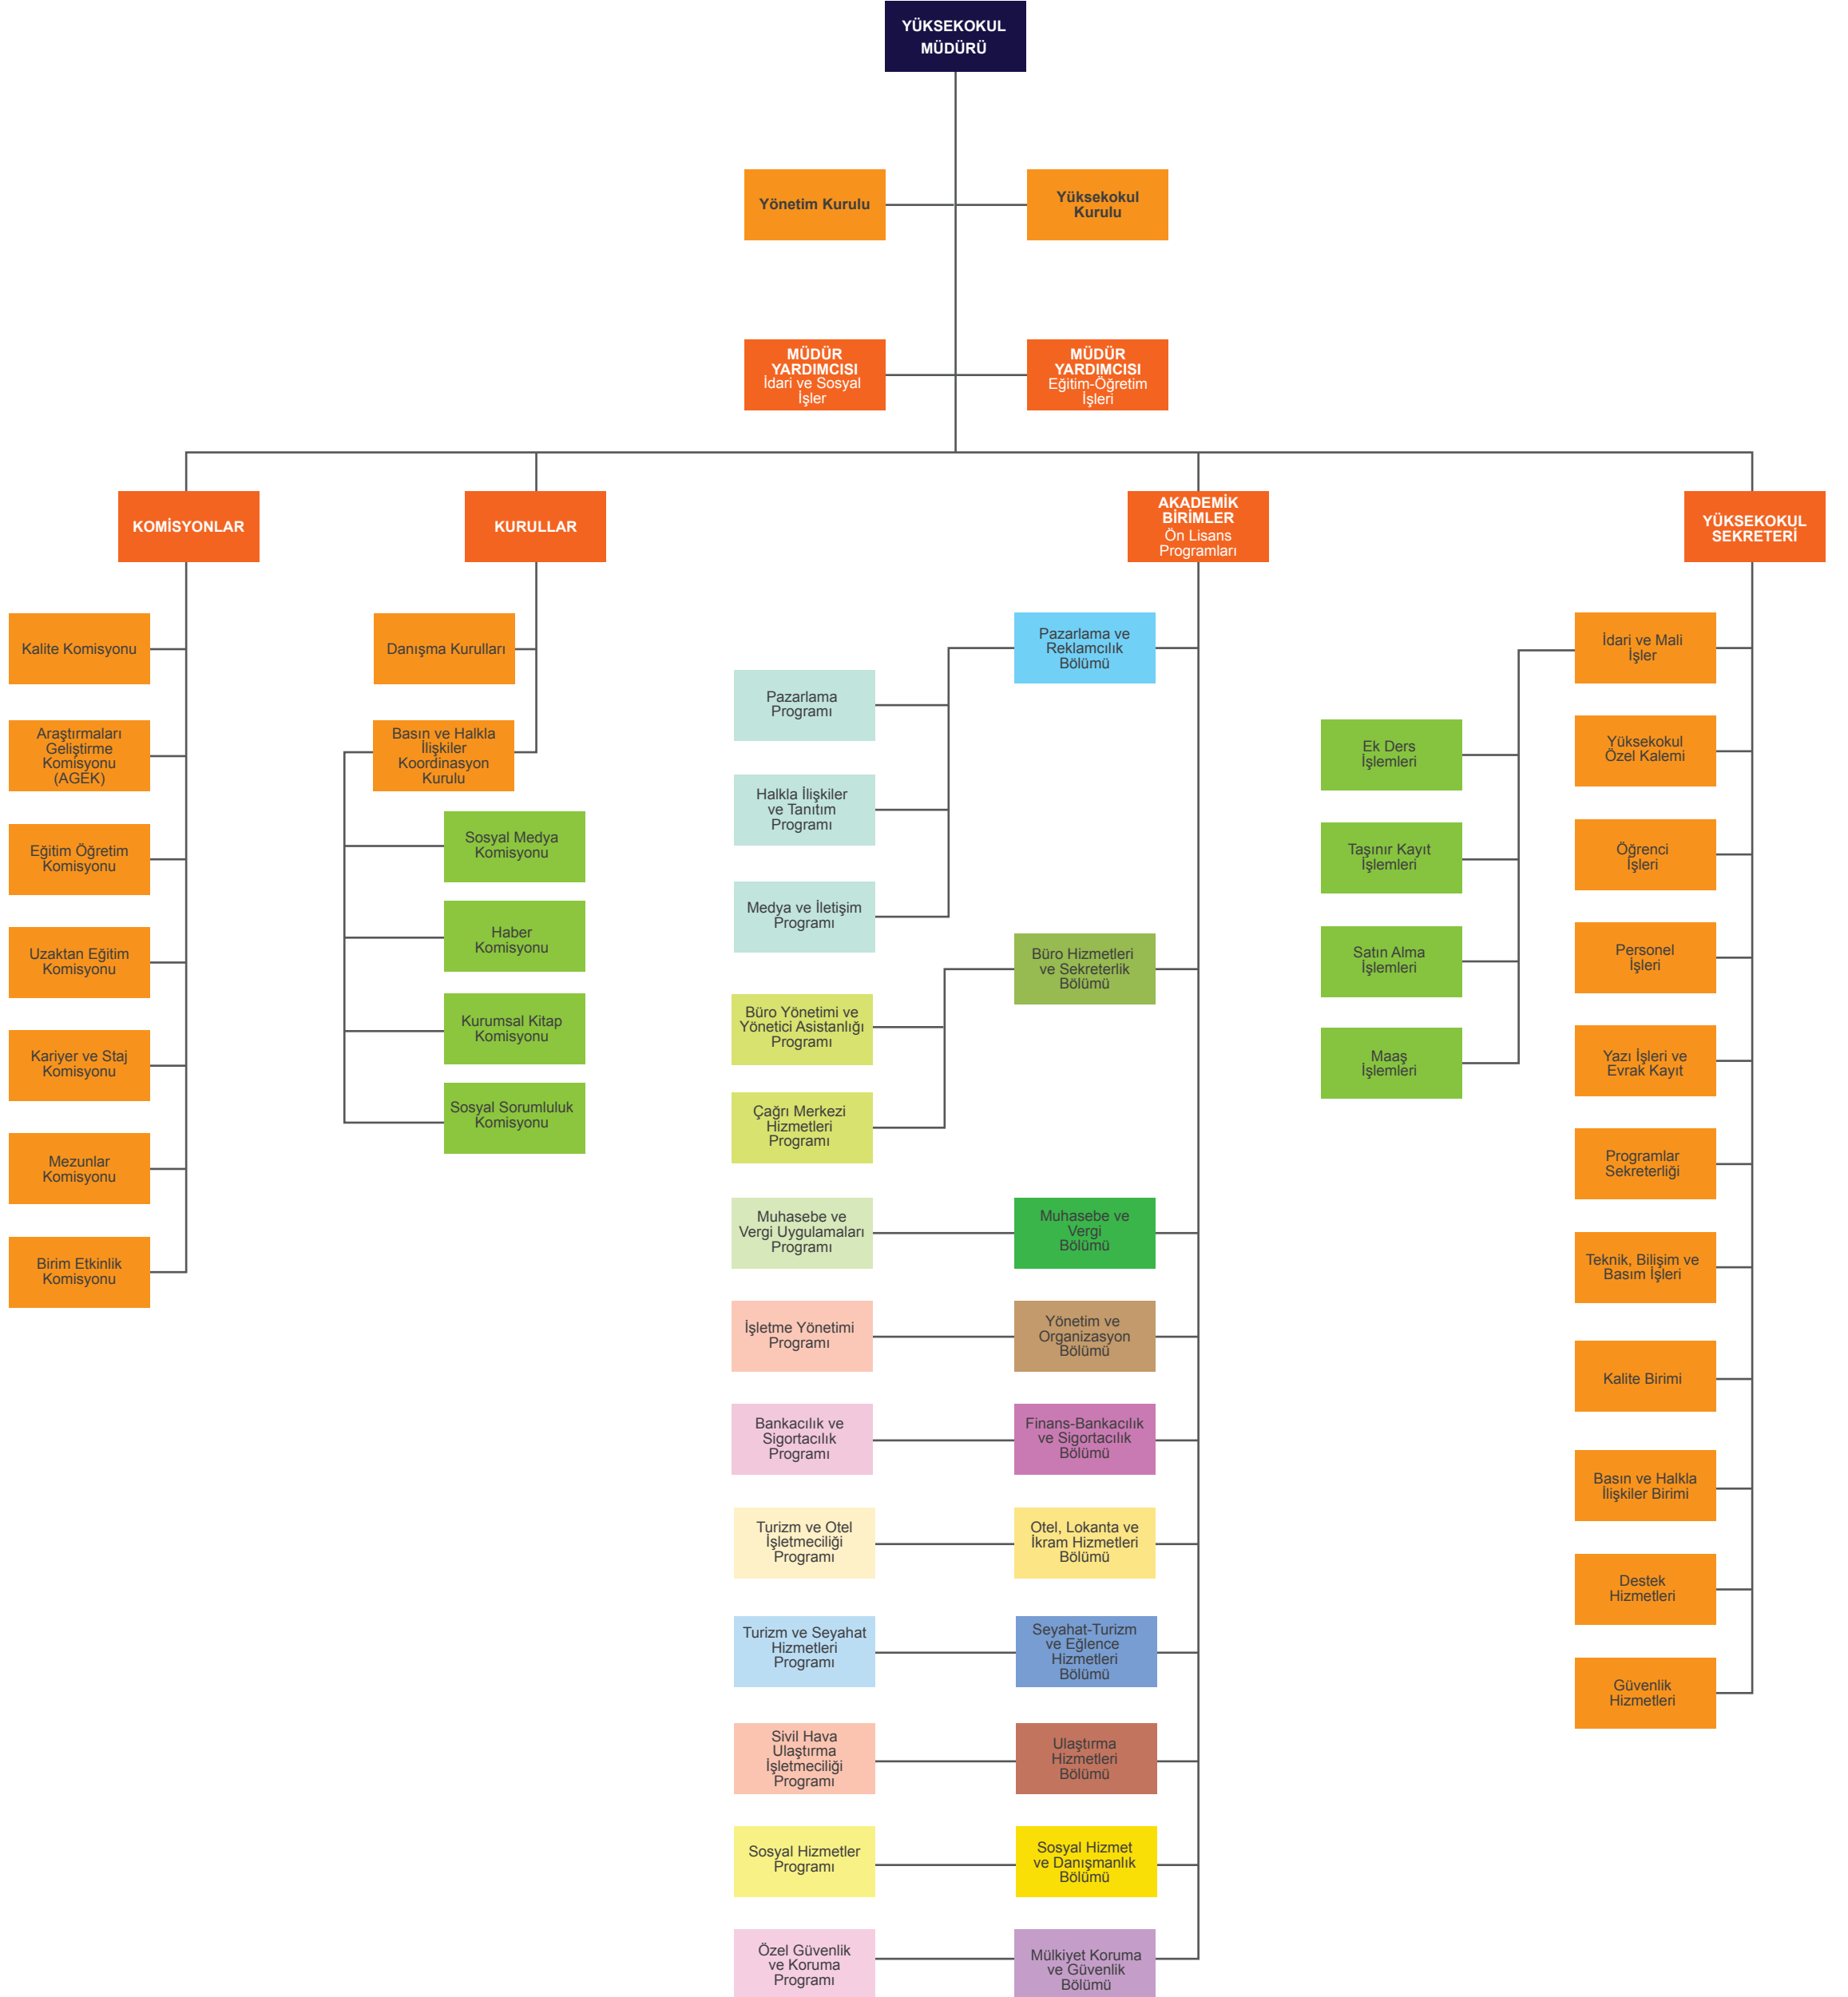 YÜKSEKOKUL
MÜDÜRÜ
Yönetim Kurulu
Yüksekokul
Kurulu
MÜDÜR
YARDIMCISI
İdari ve Sosyal
İşler
MÜDÜR
YARDIMCISI
Eğitim-Öğretim
İşleri
KOMİSYONLAR
Kalite Komisyonu
Araştırmaları
Geliştirme
Komisyonu
(AGEK)
Eğitim Öğretim
Komisyonu
Uzaktan Eğitim
Komisyonu
Kariyer ve Staj
Komisyonu
Mezunlar
Komisyonu
Birim Etkinlik
Komisyonu
KURULLAR
Danışma Kurulları
Basın ve Halkla
İlişkiler
Koordinasyon
Kurulu
Sosyal Medya
Komisyonu
Haber
Komisyonu
Kurumsal Kitap
Komisyonu
Sosyal Sorumluluk
Komisyonu
AKADEMİK
BİRİMLER
Ön Lisans
Programları
Pazarlama ve
Reklamcılık
Bölümü
Pazarlama
Programı
Halkla İlişkiler
ve Tanıtım
Programı
Medya ve İletişim
Programı
Büro Hizmetleri
ve Sekreterlik
Bölümü
Büro Yönetimi ve
Yönetici Asistanlığı
Programı
Çağrı Merkezi
Hizmetleri
Programı
Muhasebe ve
Vergi Uygulamaları
Programı
Muhasebe ve
Vergi
Bölümü
İşletme Yönetimi
Programı
Yönetim ve
Organizasyon
Bölümü
Bankacılık ve
Sigortacılık
Programı
Finans-Bankacılık
ve Sigortacılık
Bölümü
Turizm ve Otel
İşletmeciliği
Programı
Otel, Lokanta ve
İkram Hizmetleri
Bölümü
Turizm ve Seyahat
Hizmetleri
Programı
Seyahat-Turizm
ve Eğlence
Hizmetleri
Bölümü
Sivil Hava
Ulaştırma
İşletmeciliği
Programı
Ulaştırma
Hizmetleri
Bölümü
Sosyal Hizmetler
Programı
Sosyal Hizmet
ve Danışmanlık
Bölümü
Özel Güvenlik
ve Koruma
Programı
Mülkiyet Koruma
ve Güvenlik
Bölümü
YÜKSEKOKUL
SEKRETERİ
İdari ve Mali
İşler
Ek Ders
İşlemleri
Taşınır Kayıt
İşlemleri
Satın Alma
İşlemleri
Maaş
İşlemleri
Yüksekokul
Özel Kalemi
Öğrenci
İşleri
Personel
İşleri
Yazı İşleri ve
Evrak Kayıt
Programlar
Sekreterliği
Teknik, Bilişim ve
Basım İşleri
Kalite Birimi
Basın ve Halkla
İlişkiler Birimi
Destek
Hizmetleri
Güvenlik
Hizmetleri